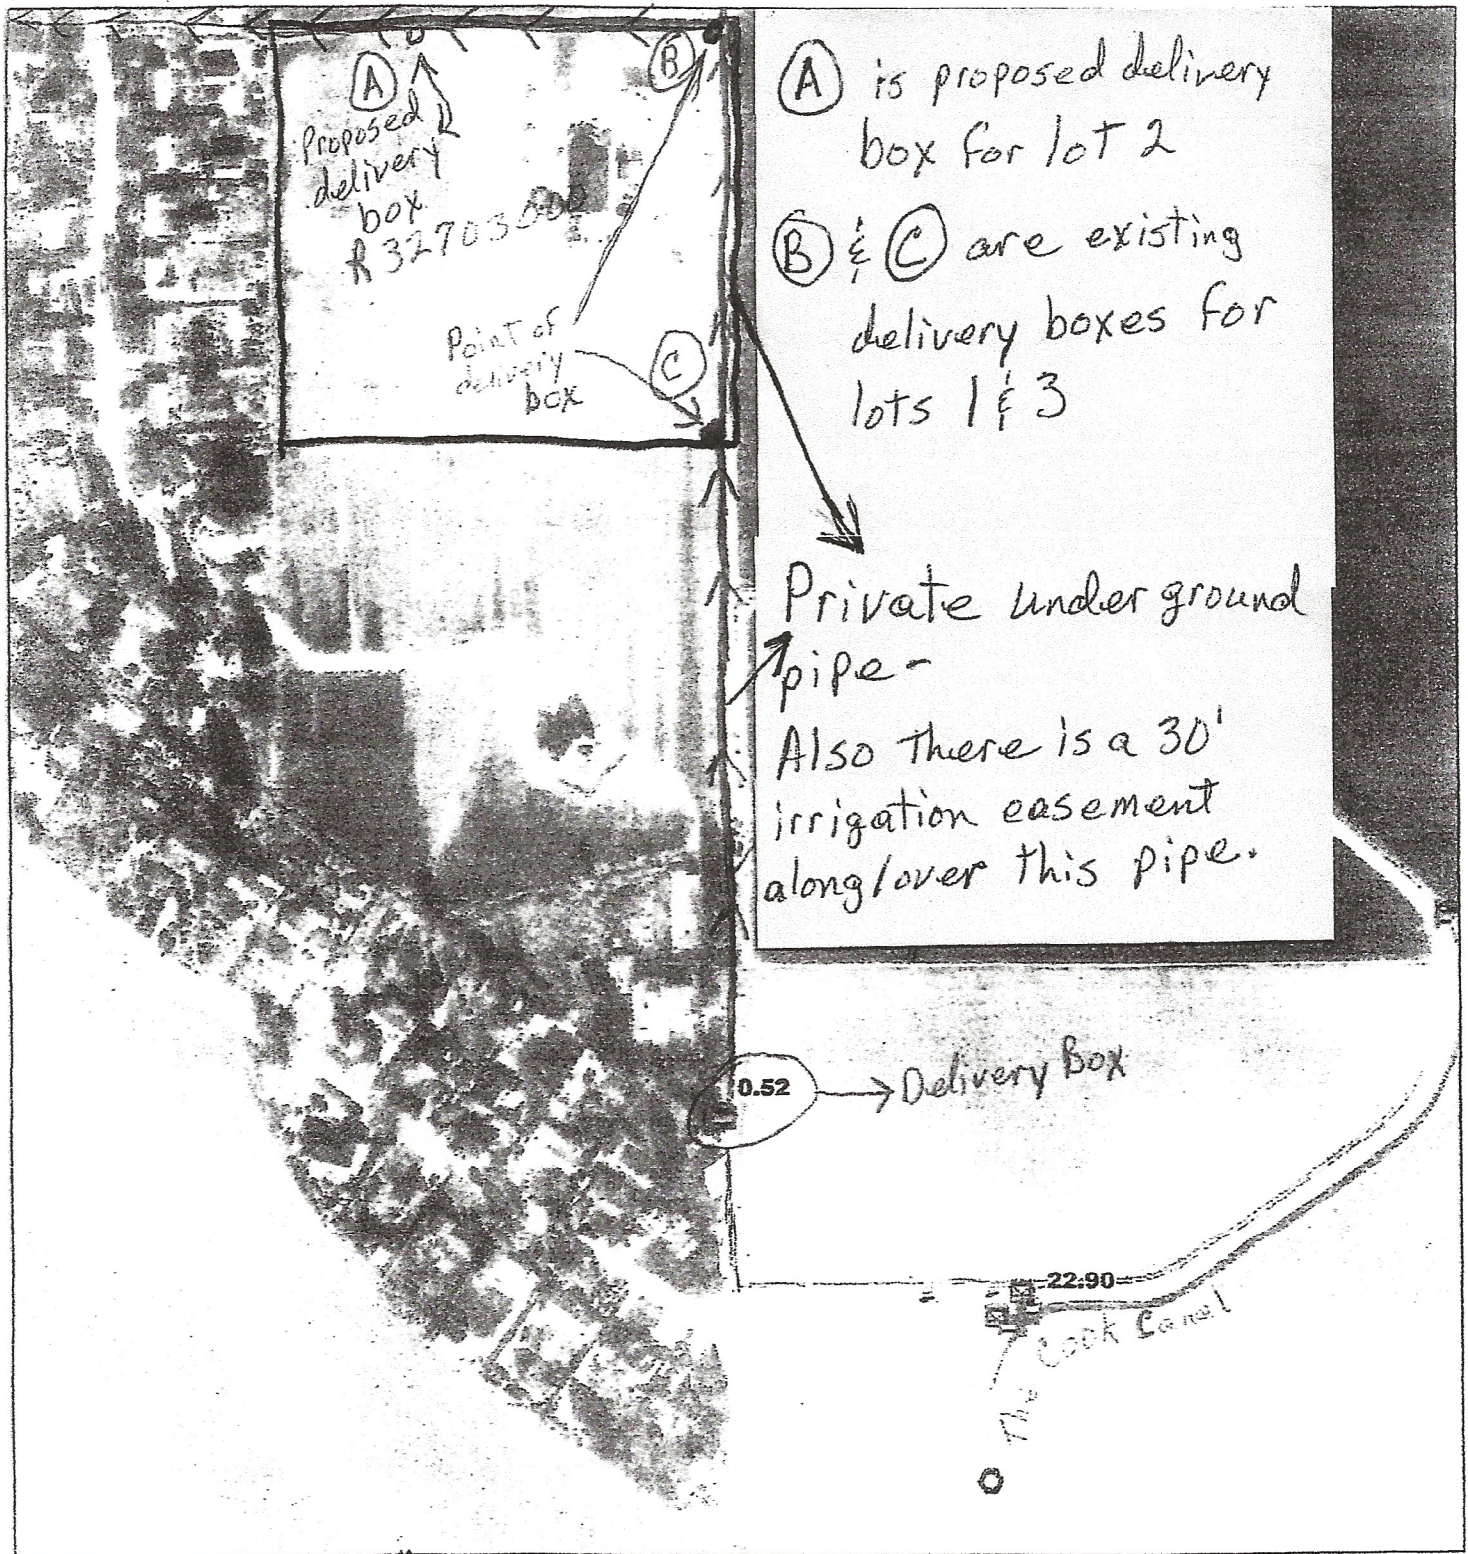 A
Proposed
delivery
box
R32703000
B
Point of
delivery
box
C
A is proposed delivery
box for lot 2
B & C are existing
delivery boxes for
lots 1 & 3
Private underground
pipe-
Also there is a 30'
irrigation easement
along/over this pipe.
0.52
Delivery Box
22.90
The Cook Canal